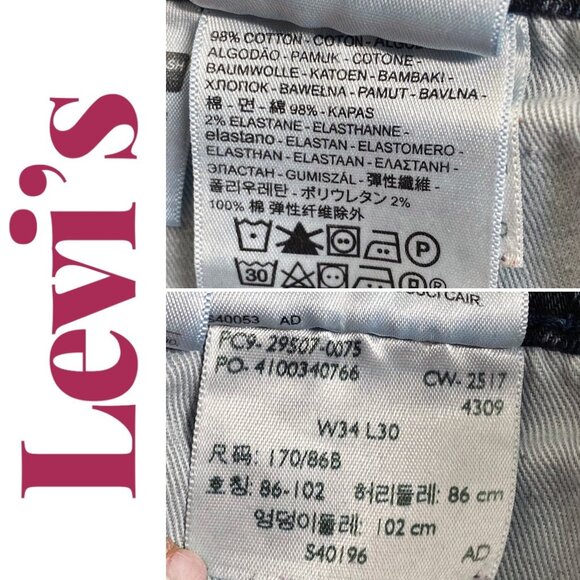 Levi's
98% COTTON - COTON - ALGO
ALGODÃO - PAMUK - COTONE -
BAUMWOLLE - KATOEN - BAMBAKI -
ХЛОПОК - BAWEŁNA - PAMUT - BAVLNA -
棉 - 면 - 綿 98% - KAPAS
2% ELASTANE - ELASTHANNE -
elastano - ELASTAN - ELASTOMERO -
ELASTHAN - ELASTAAN - ΕΛΑΣΤΑΝΗ -
ЭЛАСТАН - GUMISZÁL - 彈性纖維 -
폴리우레탄 - ポリウレタン 2%
100% 棉 弹性纤维除外
P
30
S40053 AD
PC9- 29507-0075
PO- 4100340766
CW- 2517
4309
W34 L30
尺码: 170/86B
호칭: 86-102 허리둘레: 86 cm
엉덩이둘레: 102 cm
S40196 AD